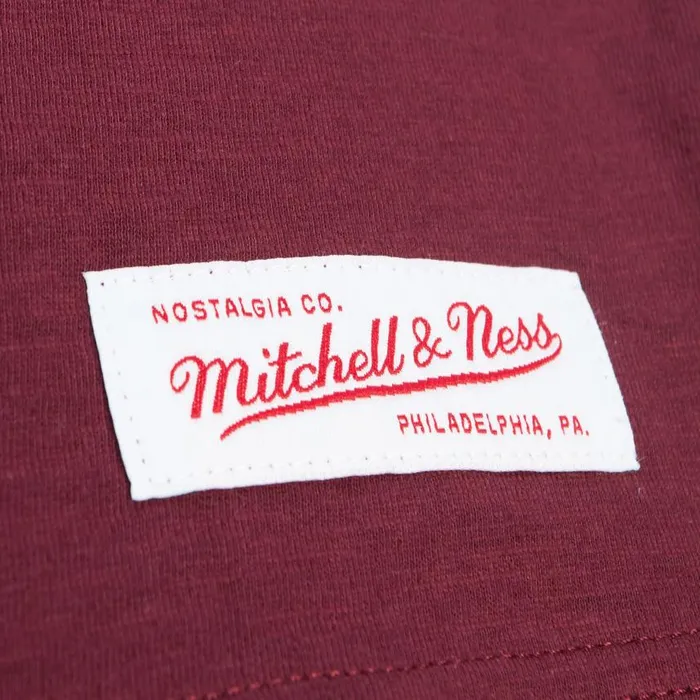 NOSTALGIA CO.
Mitchell & Ness
PHILADELPHIA, PA.